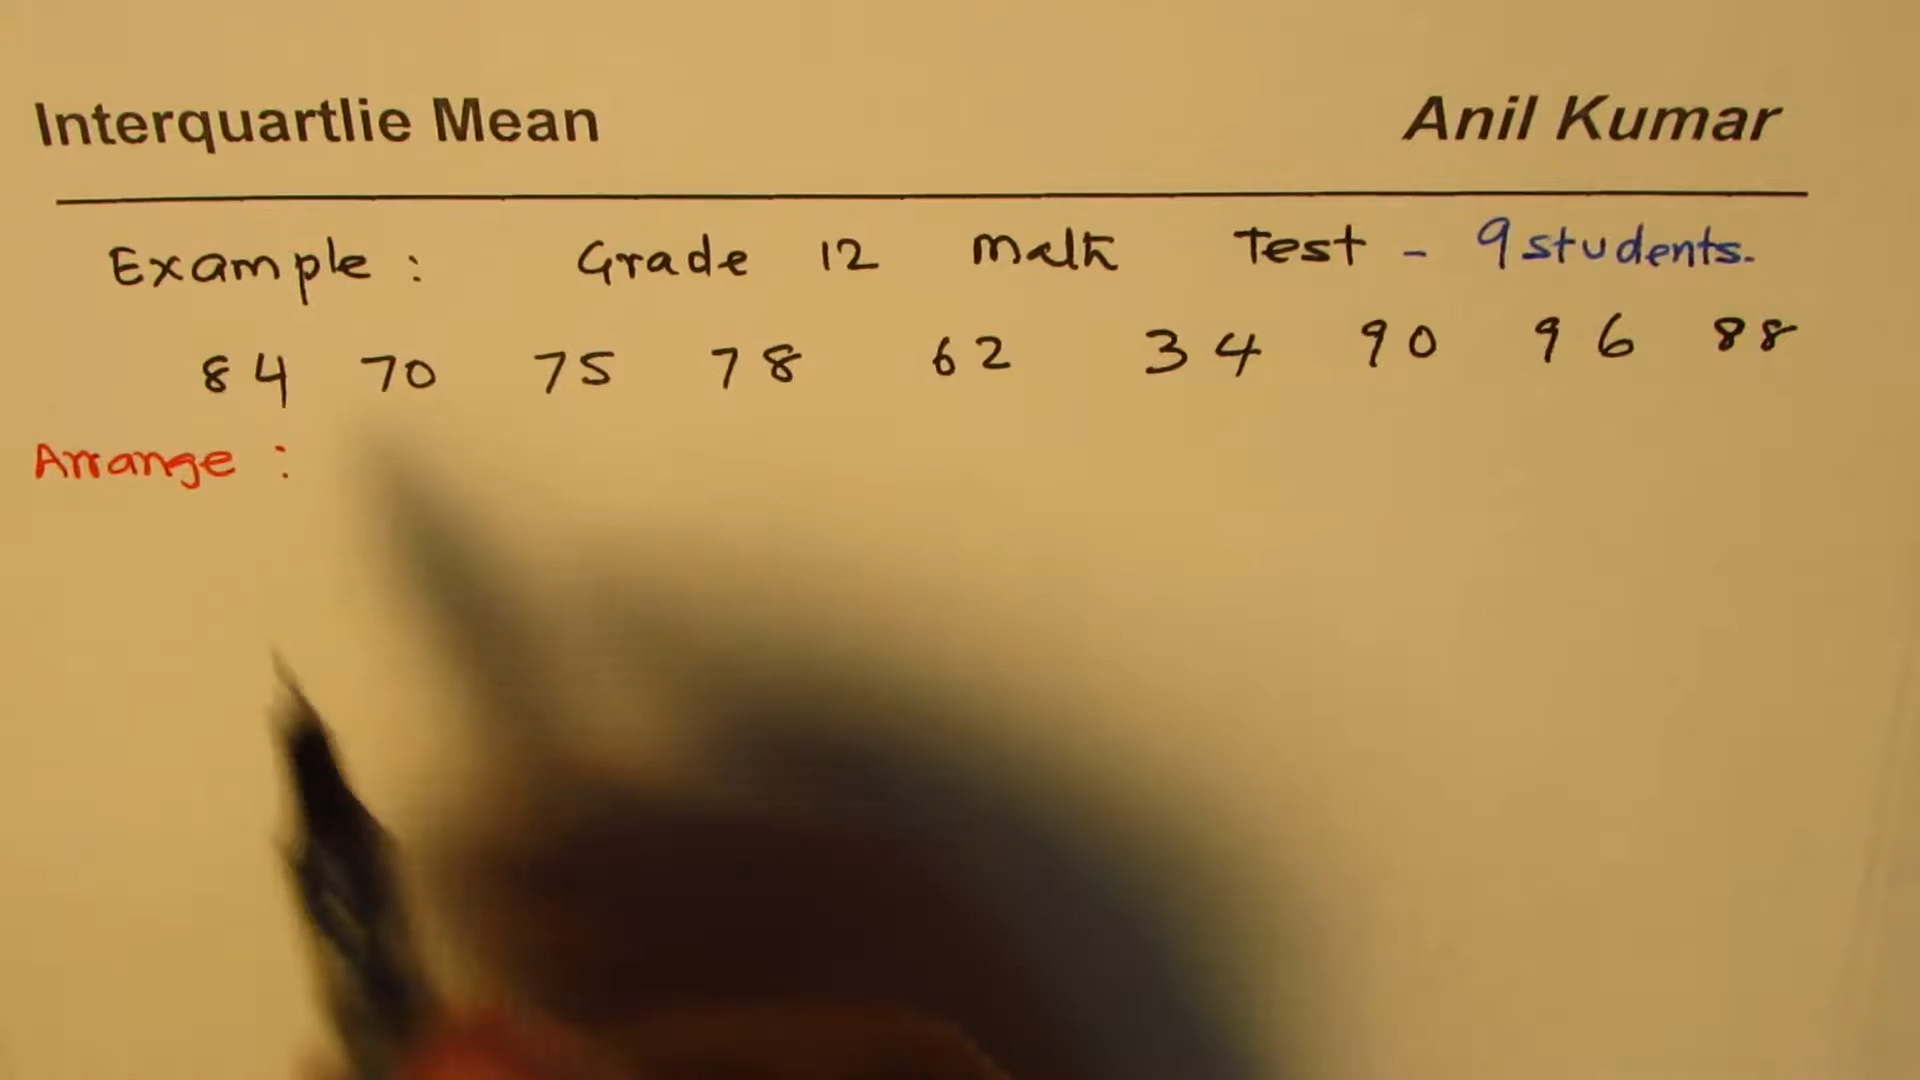 Interquartlie Mean Anil Kumar
Example : Grade 12 Math Test - 9 students.
84 70 75 78 62 34 90 96 88
Arrange :